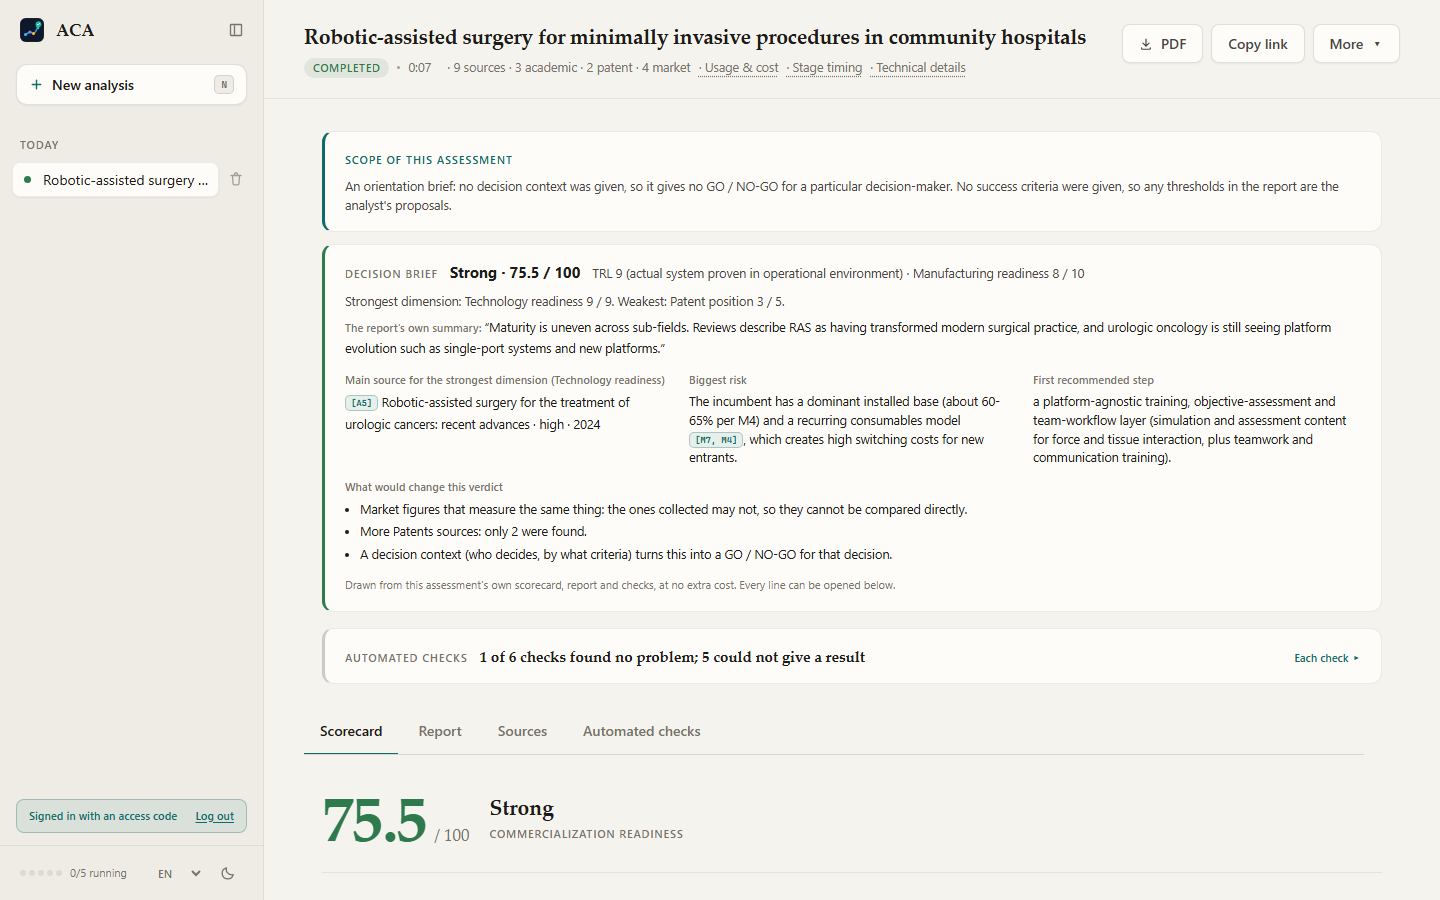 ACA
New analysis
N
TODAY
Robotic-assisted surgery ...
Signed in with an access code
Log out
0/5 running
EN
Robotic-assisted surgery for minimally invasive procedures in community hospitals
COMPLETED • 0:07 · 9 sources · 3 academic · 2 patent · 4 market · Usage & cost · Stage timing · Technical details
PDF
Copy link
More
SCOPE OF THIS ASSESSMENT
An orientation brief: no decision context was given, so it gives no GO / NO-GO for a particular decision-maker. No success criteria were given, so any thresholds in the report are the
analyst's proposals.
DECISION BRIEF Strong · 75.5 / 100 TRL 9 (actual system proven in operational environment) · Manufacturing readiness 8 / 10
Strongest dimension: Technology readiness 9 / 9. Weakest: Patent position 3 / 5.
The report's own summary: “Maturity is uneven across sub-fields. Reviews describe RAS as having transformed modern surgical practice, and urologic oncology is still seeing platform
evolution such as single-port systems and new platforms.”
Main source for the strongest dimension (Technology readiness)
[A5] Robotic-assisted surgery for the treatment of
urologic cancers: recent advances · high · 2024
Biggest risk
The incumbent has a dominant installed base (about 60-
65% per M4) and a recurring consumables model
[M7, M4], which creates high switching costs for new
entrants.
First recommended step
a platform-agnostic training, objective-assessment and
team-workflow layer (simulation and assessment content
for force and tissue interaction, plus teamwork and
communication training).
What would change this verdict
• Market figures that measure the same thing: the ones collected may not, so they cannot be compared directly.
• More Patents sources: only 2 were found.
• A decision context (who decides, by what criteria) turns this into a GO / NO-GO for that decision.
Drawn from this assessment's own scorecard, report and checks, at no extra cost. Every line can be opened below.
AUTOMATED CHECKS 1 of 6 checks found no problem; 5 could not give a result
Each check
Scorecard
Report
Sources
Automated checks
75.5 / 100
Strong
COMMERCIALIZATION READINESS